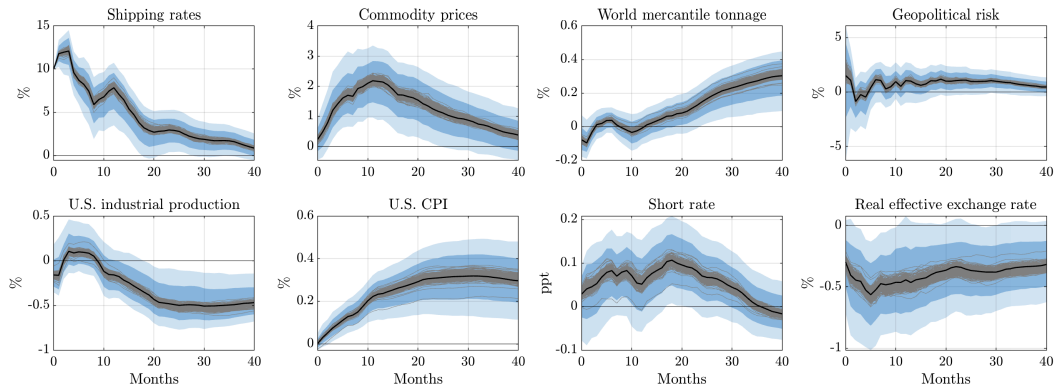 Shipping rates
Commodity prices
World mercantile tonnage
Geopolitical risk
15
10
5
0
%
0 10 20 30 40
4
3
2
1
0
%
0 10 20 30 40
0.6
0.4
0.2
0
-0.2
%
0 10 20 30 40
5
0
-5
%
0 10 20 30 40
U.S. industrial production
U.S. CPI
Short rate
Real effective exchange rate
0.5
0
-0.5
-1
%
0 10 20 30 40
Months
0.6
0.4
0.2
0
%
0 10 20 30 40
Months
0.2
0.1
0
-0.1
ppt
0 10 20 30 40
Months
0
-0.5
-1
%
0 10 20 30 40
Months